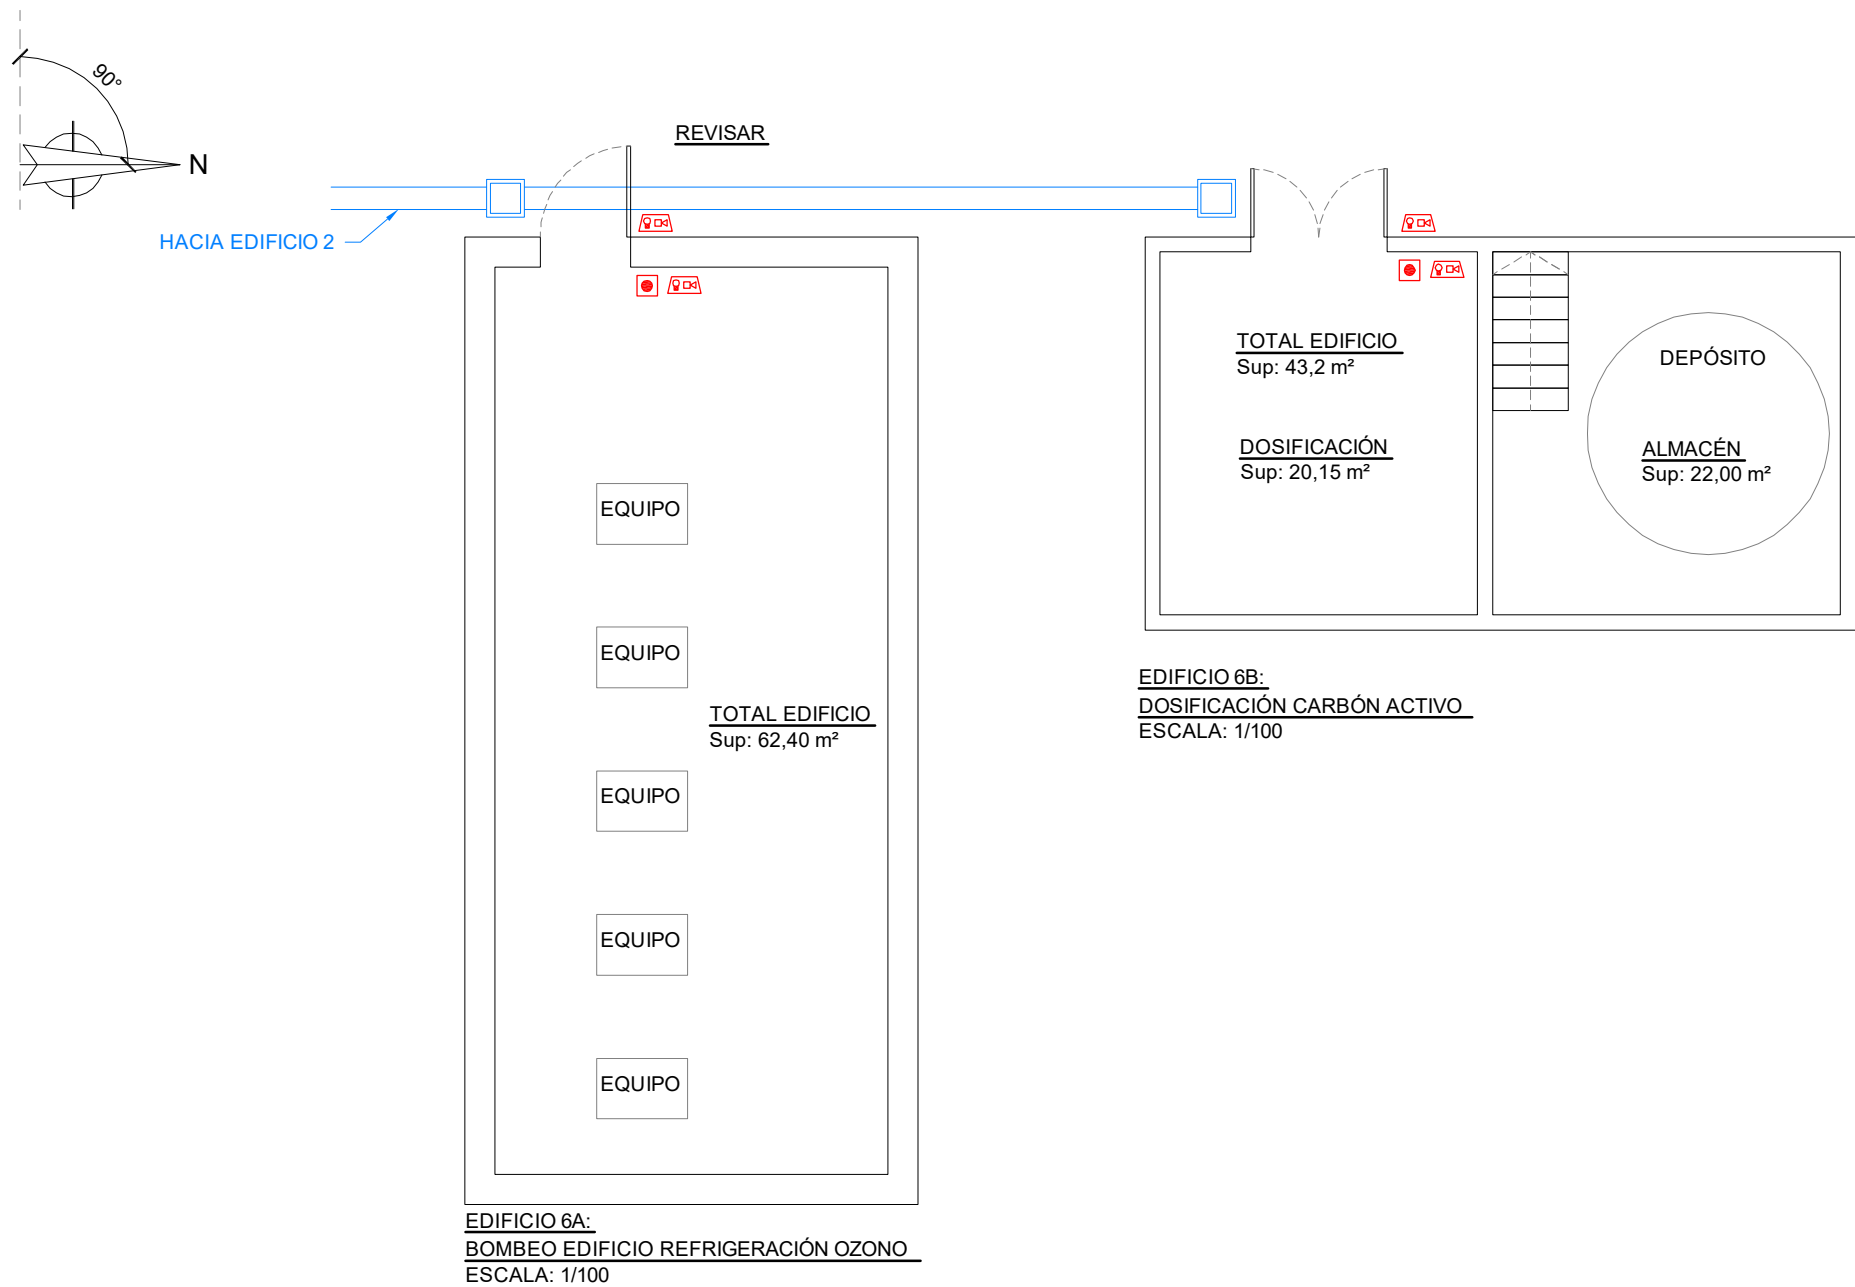 90°
N
REVISAR
HACIA EDIFICIO 2
TOTAL EDIFICIO
Sup: 43,2 m²
DEPÓSITO
DOSIFICACIÓN
Sup: 20,15 m²
ALMACÉN
Sup: 22,00 m²
EQUIPO
EQUIPO
TOTAL EDIFICIO
Sup: 62,40 m²
EQUIPO
EQUIPO
EQUIPO
EDIFICIO 6B:
DOSIFICACIÓN CARBÓN ACTIVO
ESCALA: 1/100
EDIFICIO 6A:
BOMBEO EDIFICIO REFRIGERACIÓN OZONO
ESCALA: 1/100